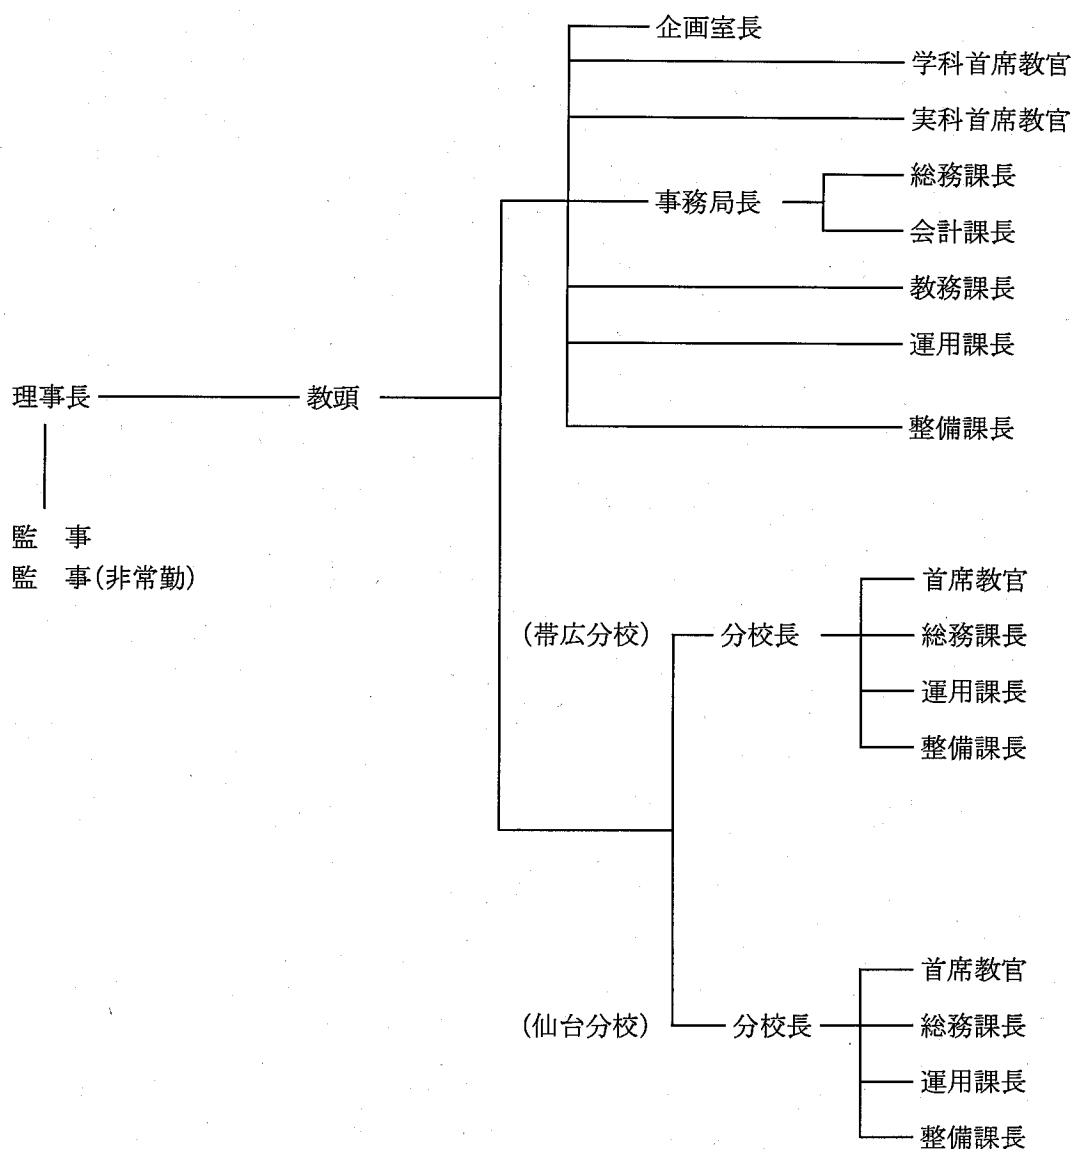 企画室長
学科首席教官
実科首席教官
総務課長
事務局長
会計課長
教務課長
運用課長
理事長
教頭
整備課長
監 事
監 事(非常勤)
首席教官
(帯広分校)
分校長
総務課長
運用課長
整備課長
首席教官
(仙台分校)
分校長
総務課長
運用課長
整備課長